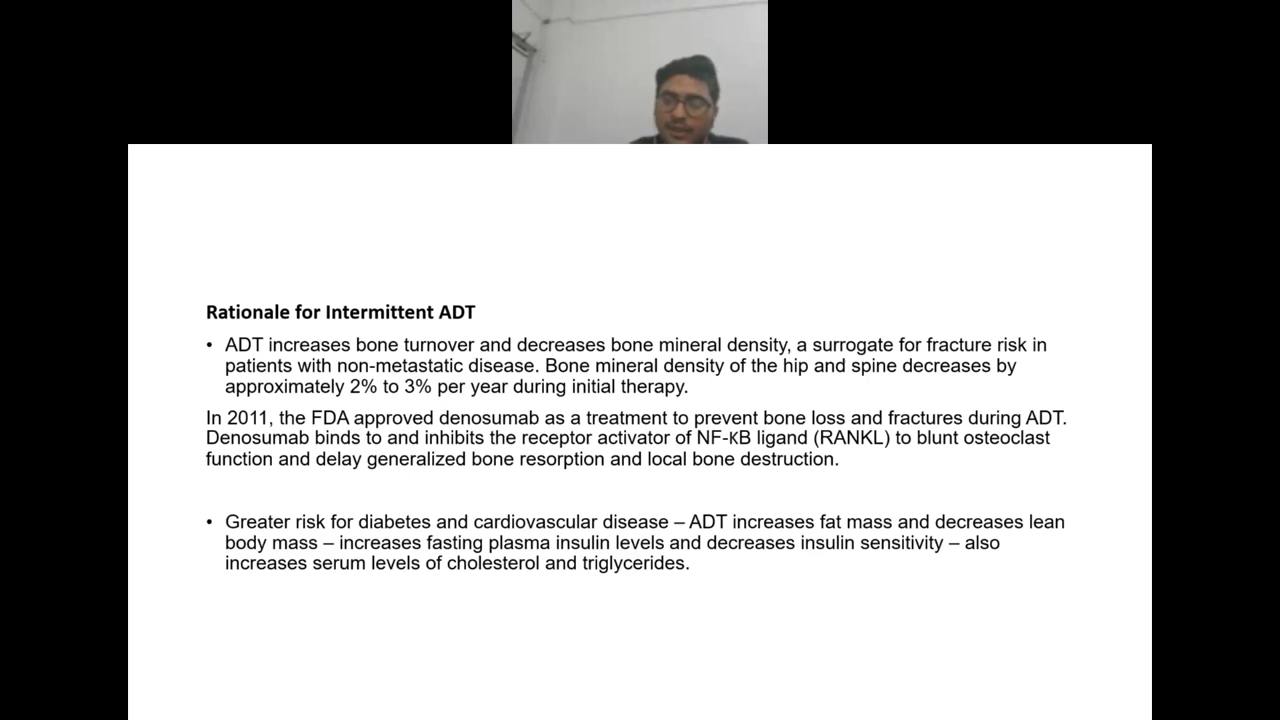 Rationale for Intermittent ADT
• ADT increases bone turnover and decreases bone mineral density, a surrogate for fracture risk in
patients with non-metastatic disease. Bone mineral density of the hip and spine decreases by
approximately 2% to 3% per year during initial therapy.
In 2011, the FDA approved denosumab as a treatment to prevent bone loss and fractures during ADT.
Denosumab binds to and inhibits the receptor activator of NF-κB ligand (RANKL) to blunt osteoclast
function and delay generalized bone resorption and local bone destruction.
• Greater risk for diabetes and cardiovascular disease – ADT increases fat mass and decreases lean
body mass – increases fasting plasma insulin levels and decreases insulin sensitivity – also
increases serum levels of cholesterol and triglycerides.